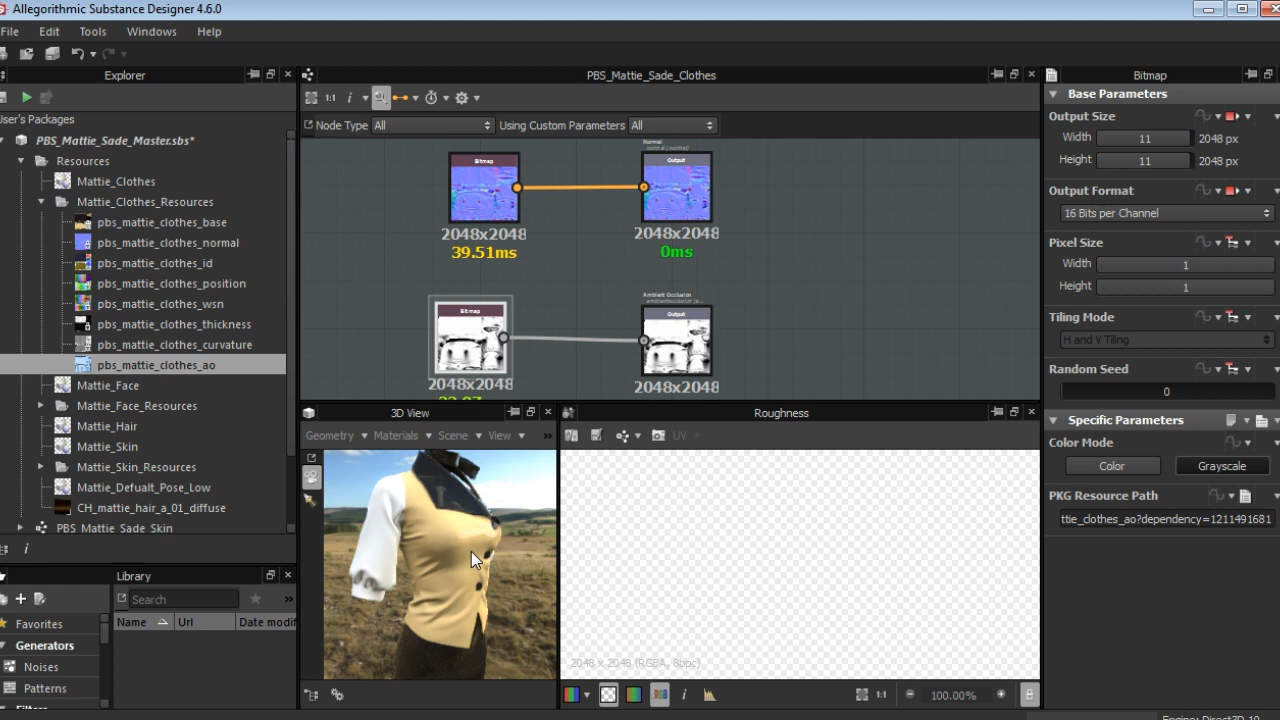 Allegorithmic Substance Designer 4.6.0
File Edit Tools Windows Help
Explorer
User's Packages
PBS_Mattie_Sade_Master.sbs*
Resources
Mattie_Clothes
Mattie_Clothes_Resources
pbs_mattie_clothes_base
pbs_mattie_clothes_normal
pbs_mattie_clothes_id
pbs_mattie_clothes_position
pbs_mattie_clothes_wsn
pbs_mattie_clothes_thickness
pbs_mattie_clothes_curvature
pbs_mattie_clothes_ao
Mattie_Face
Mattie_Face_Resources
Mattie_Hair
Mattie_Skin
Mattie_Skin_Resources
Mattie_Defualt_Pose_Low
CH_mattie_hair_a_01_diffuse
PBS_Mattie_Sade_Skin
i
Library
Search
Name Url Date modif
Favorites
Generators
Noises
Patterns
Filters
PBS_Mattie_Sade_Clothes
1:1 i
Node Type All Using Custom Parameters All
Bitmap
2048x2048
39.51ms
Normal
normal (normal)
Output
2048x2048
0ms
Bitmap
2048x2048
Ambient Occlusion
Output
2048x2048
3D View
Geometry Materials Scene View »
Roughness
UV
2048 x 2048 (RGBA, 8bpc)
i 1:1 100.00%
Bitmap
Base Parameters
Output Size
Width 11 2048 px
Height 11 2048 px
Output Format
16 Bits per Channel
Pixel Size
Width 1
Height 1
Tiling Mode
H and V Tiling
Random Seed
0
Specific Parameters
Color Mode
Color Grayscale
PKG Resource Path
ttie_clothes_ao?dependency=1211491681
Engine: Direct3D 10